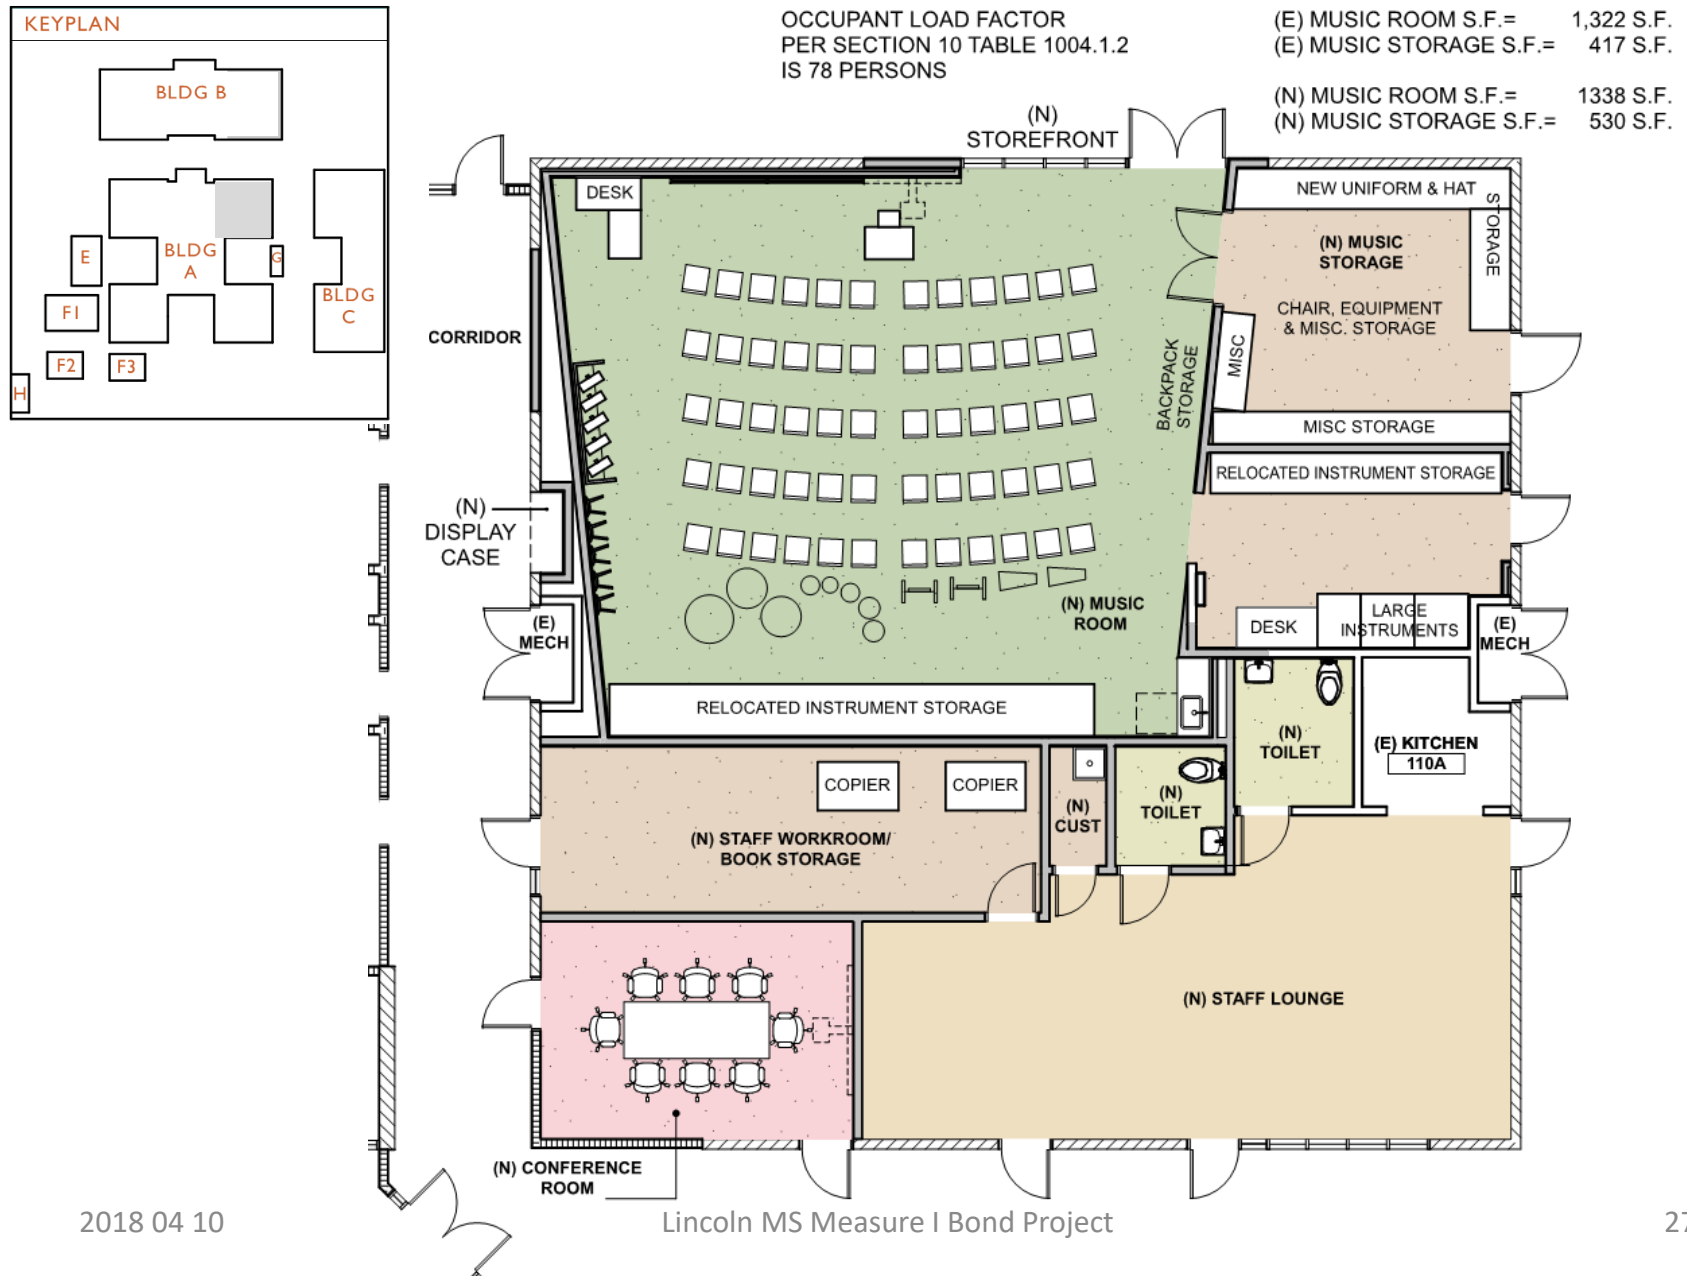 KEYPLAN
BLDG B
BLDG
A
E
G
F1
BLDG
C
F2
F3
H
OCCUPANT LOAD FACTOR
PER SECTION 10 TABLE 1004.1.2
IS 78 PERSONS
(E) MUSIC ROOM S.F.= 1,322 S.F.
(E) MUSIC STORAGE S.F.= 417 S.F.
(N) MUSIC ROOM S.F.= 1338 S.F.
(N) MUSIC STORAGE S.F.= 530 S.F.
(N)
STOREFRONT
DESK
NEW UNIFORM & HAT
STORAGE
(N) MUSIC
STORAGE
CHAIR, EQUIPMENT
& MISC. STORAGE
CORRIDOR
MISC
BACKPACK
STORAGE
MISC STORAGE
RELOCATED INSTRUMENT STORAGE
(N)
DISPLAY
CASE
(N) MUSIC
ROOM
(E)
MECH
DESK
LARGE
INSTRUMENTS
(E)
MECH
RELOCATED INSTRUMENT STORAGE
(N)
TOILET
(E) KITCHEN
110A
COPIER
COPIER
(N)
CUST
(N)
TOILET
(N) STAFF WORKROOM/
BOOK STORAGE
(N) STAFF LOUNGE
(N) CONFERENCE
ROOM
2018 04 10
Lincoln MS Measure I Bond Project
27